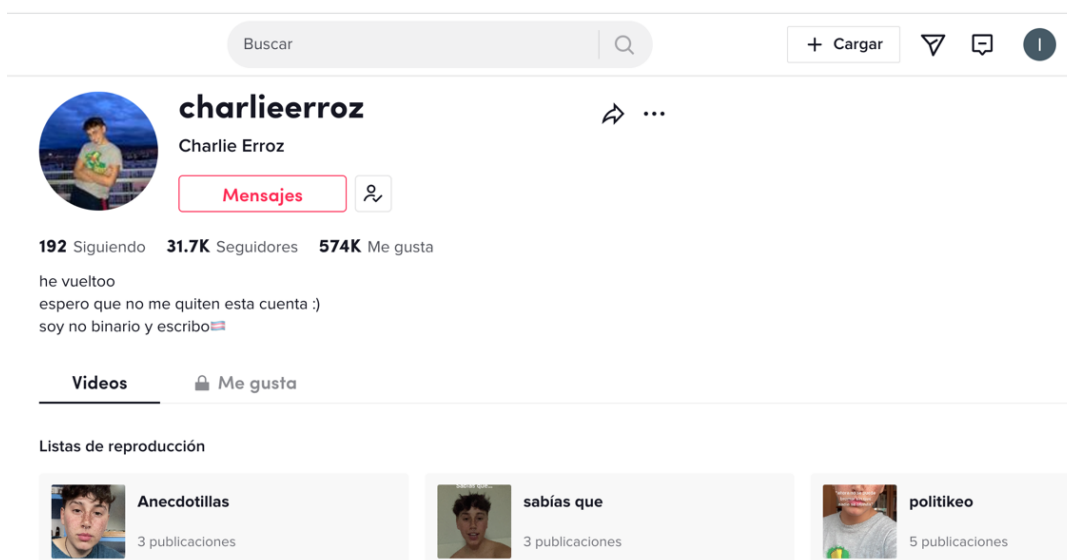 Buscar
+ Cargar
I
charlieerroz
Charlie Erroz
Mensajes
192 Siguiendo 31.7K Seguidores 574K Me gusta
he vueltoo
espero que no me quiten esta cuenta :)
soy no binario y escribo🏳️‍⚧️
Videos
Me gusta
Listas de reproducción
Anecdotillas
3 publicaciones
sabías que
3 publicaciones
politikeo
5 publicaciones